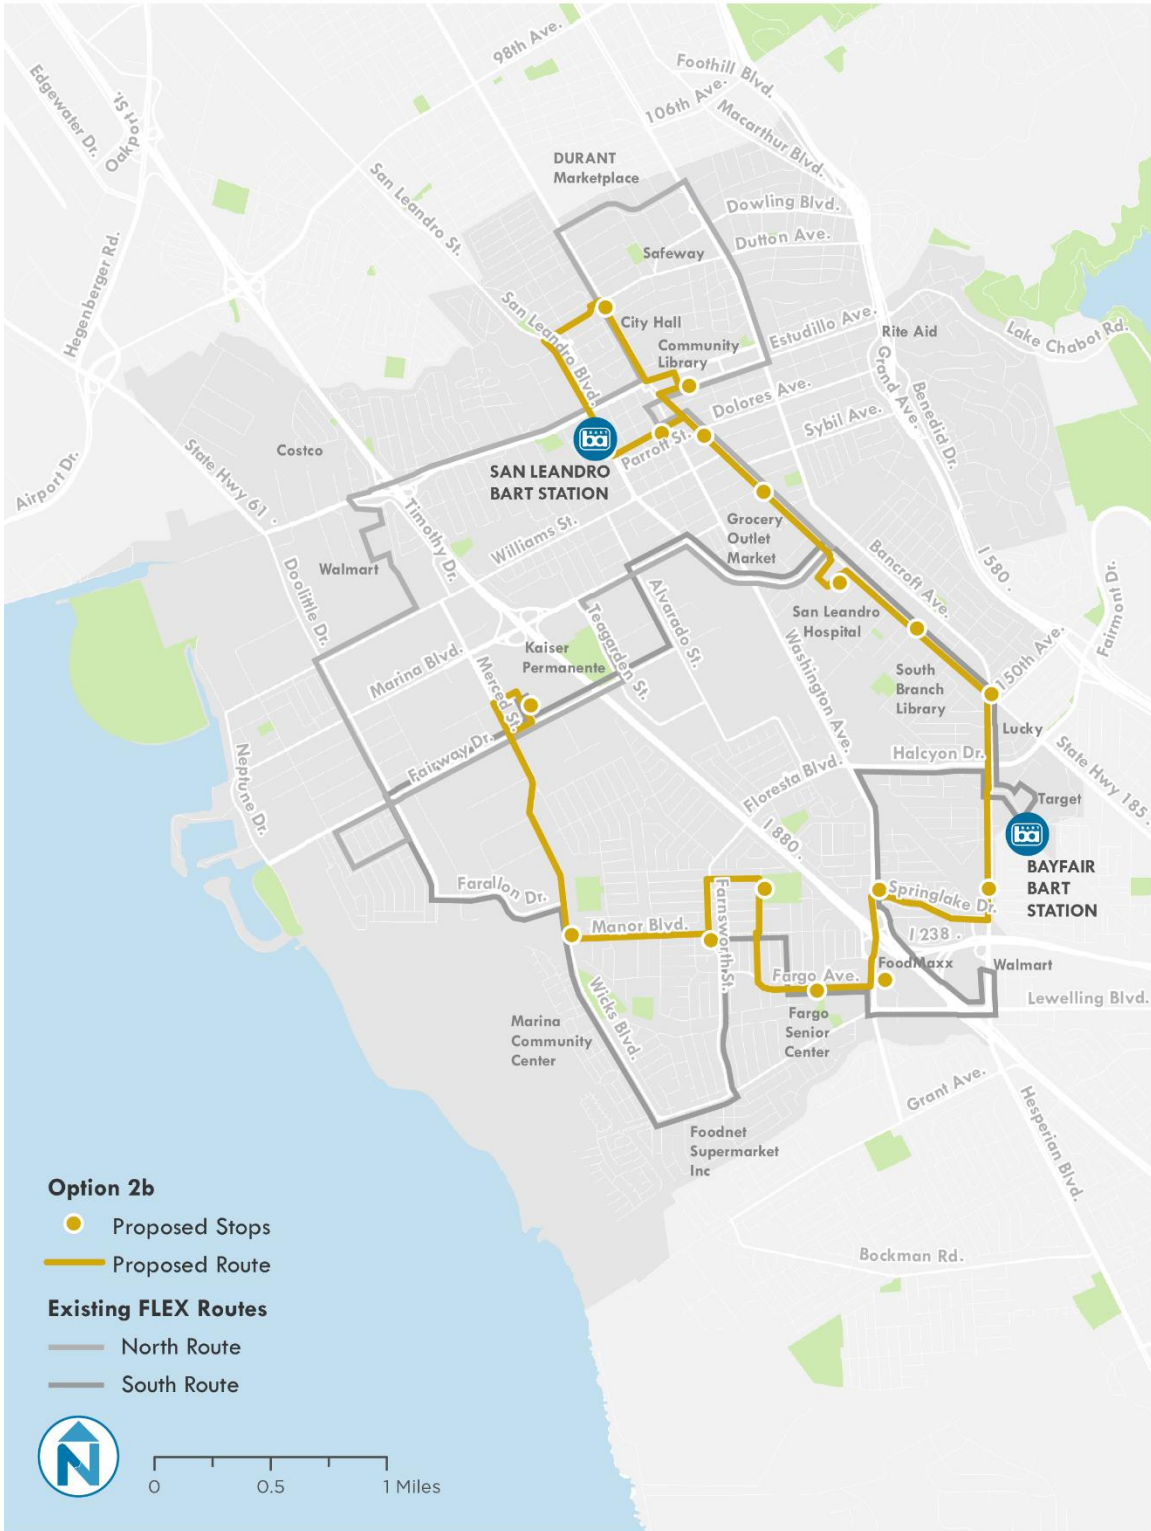 98th Ave.
Foothill Blvd.
106th Ave.
Macarthur Blvd.
Edgewater Dr.
Oakport St.
DURANT
Marketplace
San Leandro St.
Dowling Blvd.
Dutton Ave.
Safeway
Hegenberger Rd.
San Leandro Blvd.
City Hall
Estudillo Ave.
Rite Aid
Lake Chabot Rd.
Community
Library
Grand Ave.
Benedid Dr.
Dolores Ave.
Sybil Ave.
Costco
ba
BART
Parrott St.
SAN LEANDRO
BART STATION
Airport Dr.
State Hwy 61 .
Timothy Dr.
Williams St.
Grocery
Outlet
Market
Bancroft Ave.
I 580 .
Fairmont Dr.
Walmart
Doolittle Dr.
Alvarado St.
Teagarden St.
San Leandro
Hospital
Washington Ave.
150th Ave.
Kaiser
Permanente
Marina Blvd.
Merced St.
South
Branch
Library
Lucky
Halcyon Dr.
State Hwy 185 .
Fairway Dr.
Neptune Dr.
Floresta Blvd.
Target
I 880 .
ba
BART
BAYFAIR
BART
STATION
Farallon Dr.
Farnsworth St.
Springlake Dr.
Manor Blvd.
I 238 .
FoodMaxx
Walmart
Fargo Ave.
Lewelling Blvd.
Wicks Blvd.
Marina
Community
Center
Fargo
Senior
Center
Grant Ave.
Hesperian Blvd.
Foodnet
Supermarket
Inc
Bockman Rd.
Option 2b
Proposed Stops
Proposed Route
Existing FLEX Routes
North Route
South Route
N
0 0.5 1 Miles